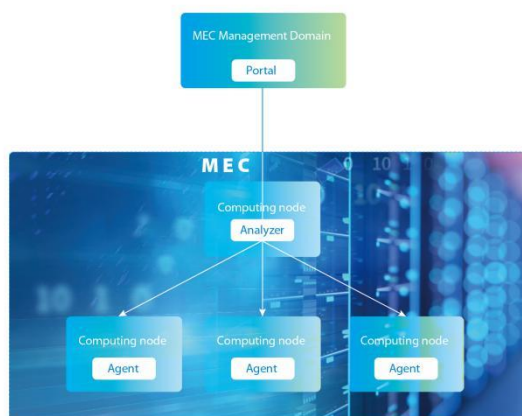 MEC Management Domain
Portal
MEC
Computing node
Analyzer
Computing node
Computing node
Computing node
Agent
Agent
Agent